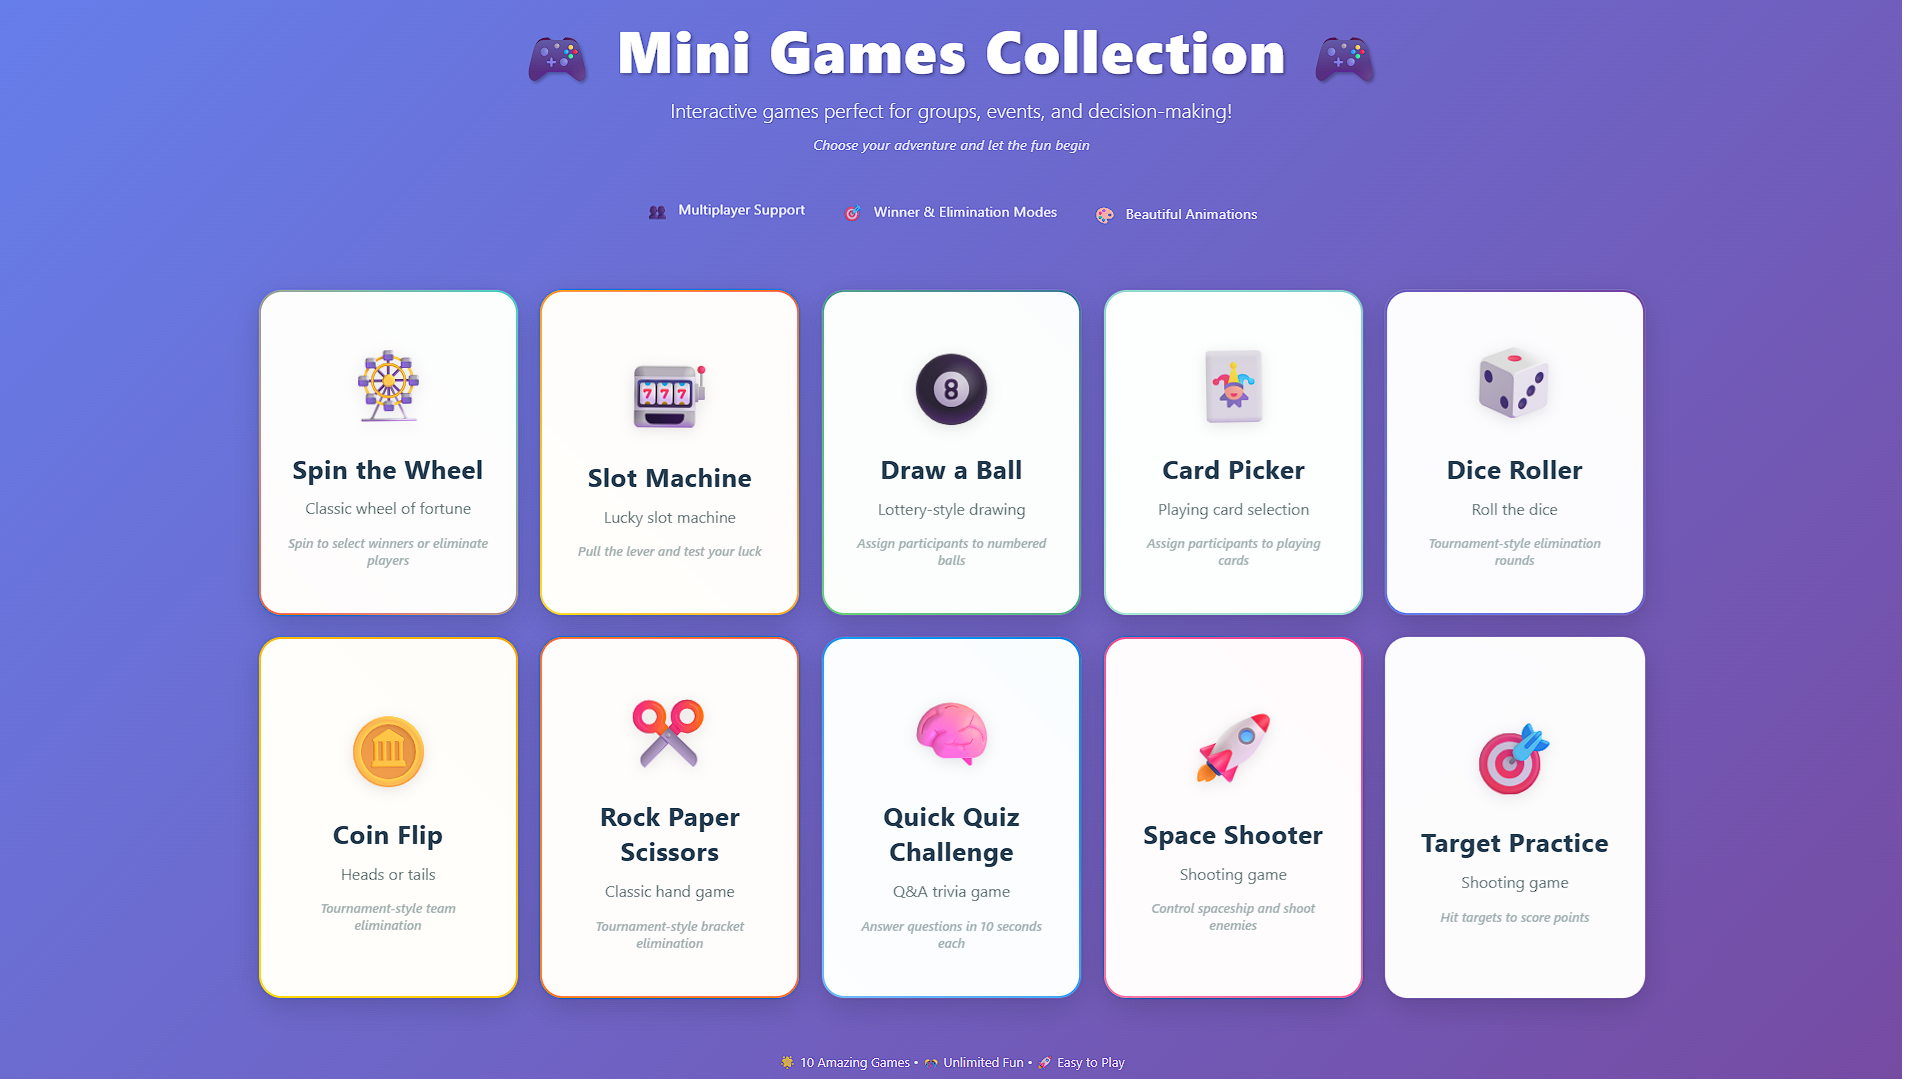 Mini Games Collection
Interactive games perfect for groups, events, and decision-making!
Choose your adventure and let the fun begin
Multiplayer Support
Winner & Elimination Modes
Beautiful Animations
777
Spin the Wheel
Classic wheel of fortune
Spin to select winners or eliminate
players
Slot Machine
Lucky slot machine
Pull the lever and test your luck
8
Draw a Ball
Lottery-style drawing
Assign participants to numbered
balls
Card Picker
Playing card selection
Assign participants to playing
cards
Dice Roller
Roll the dice
Tournament-style elimination
rounds
Coin Flip
Heads or tails
Tournament-style team
elimination
Rock Paper
Scissors
Classic hand game
Tournament-style bracket
elimination
Quick Quiz
Challenge
Q&A trivia game
Answer questions in 10 seconds
each
Space Shooter
Shooting game
Control spaceship and shoot
enemies
Target Practice
Shooting game
Hit targets to score points
10 Amazing Games • Unlimited Fun • Easy to Play